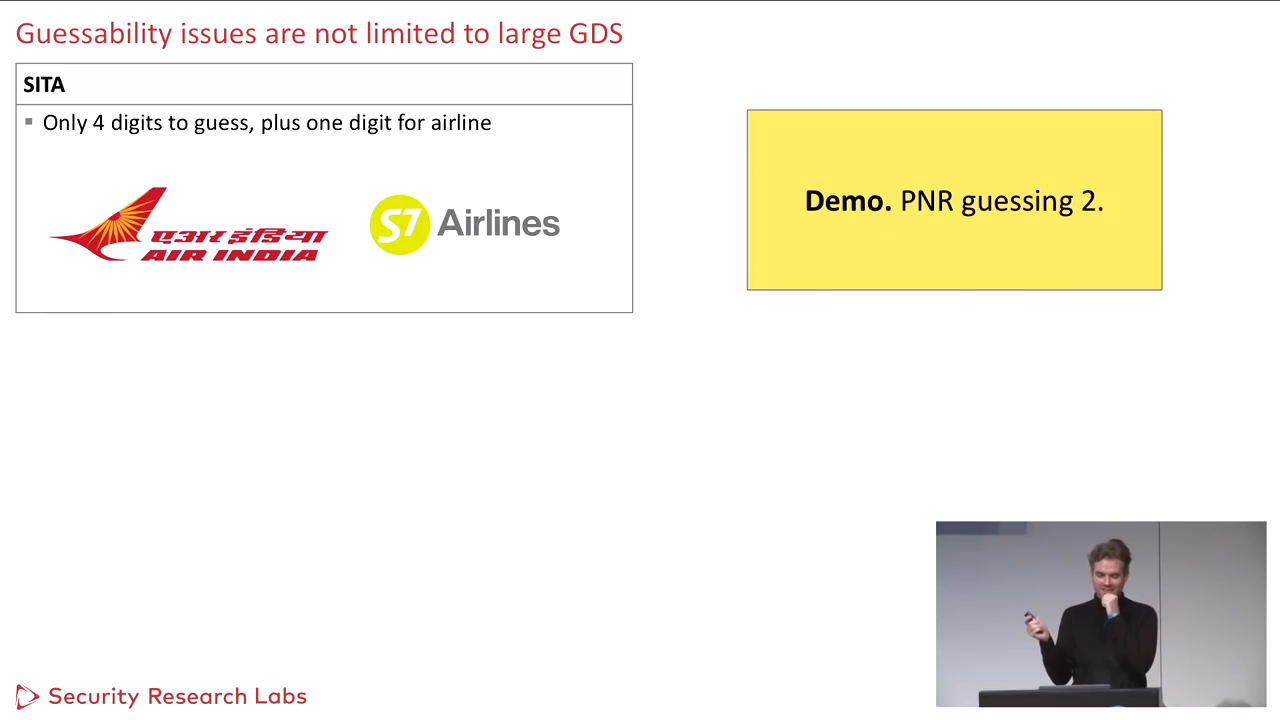 Guessability issues are not limited to large GDS
SITA
Only 4 digits to guess, plus one digit for airline
एअर इंडिया
AIR INDIA
S7 Airlines
Demo. PNR guessing 2.
Security Research Labs